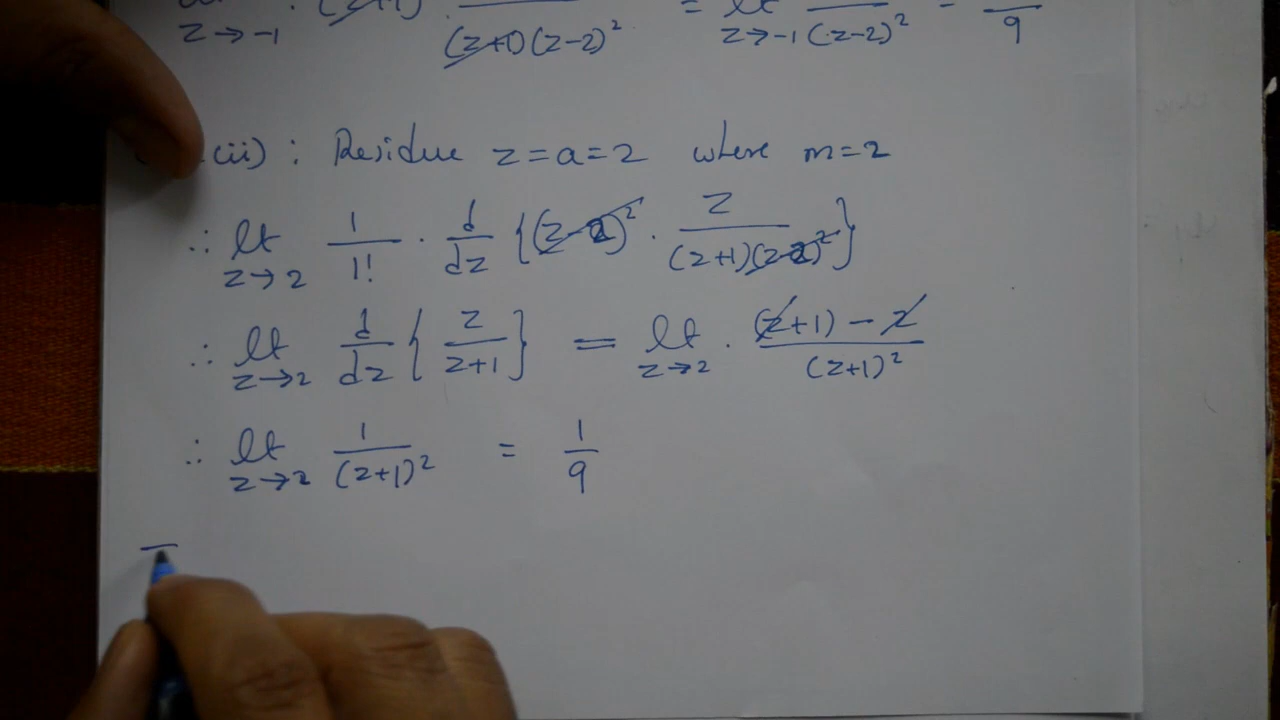 z→-1 (z+1)(z-2)² = lt z→-1 (z-2)² 9
(ii) : Residue z=a=2 where m=2
∴ lt z→2 1/1! · d/dz {(z-2)² · z/((z+1)(z-2)²)}
∴ lt z→2 d/dz { z/(z+1) } = lt z→2 · ((z+1) - z)/(z+1)²
∴ lt z→2 1/(z+1)² = 1/9